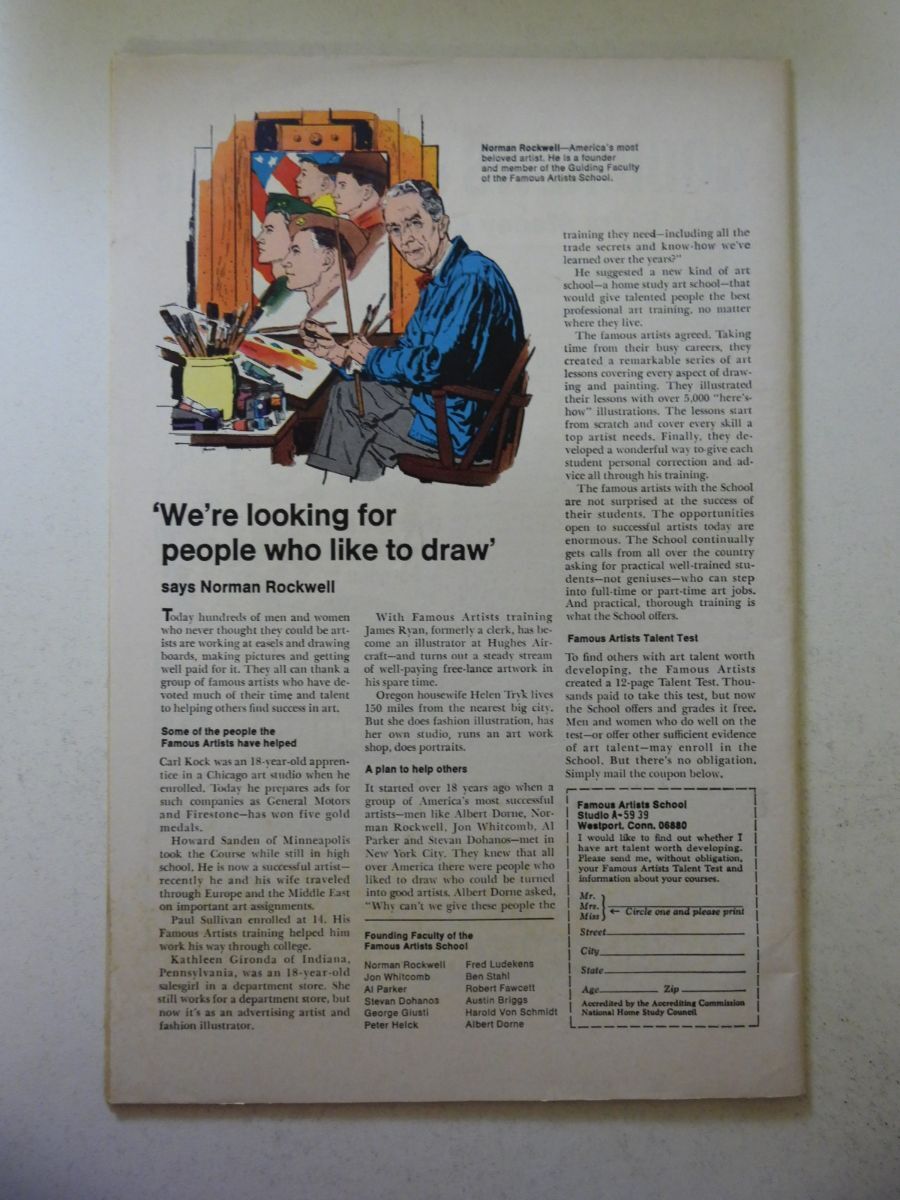 Norman Rockwell—America's most
beloved artist. He is a founder
and member of the Guiding Faculty
of the Famous Artists School.
'We're looking for
people who like to draw'
says Norman Rockwell
Today hundreds of men and women
who never thought they could be art-
ists are working at easels and drawing
boards, making pictures and getting
well paid for it. They all can thank a
group of famous artists who have de-
voted much of their time and talent
to helping others find success in art.
Some of the people the
Famous Artists have helped
Carl Kock was an 18-year-old appren-
tice in a Chicago art studio when he
enrolled. Today he prepares ads for
such companies as General Motors
and Firestone—has won five gold
medals.
Howard Sanden of Minneapolis
took the Course while still in high
school. He is now a successful artist—
recently he and his wife traveled
through Europe and the Middle East
on important art assignments.
Paul Sullivan enrolled at 14. His
Famous Artists training helped him
work his way through college.
Kathleen Gironda of Indiana,
Pennsylvania, was an 18-year-old
salesgirl in a department store. She
still works for a department store, but
now it's as an advertising artist and
fashion illustrator.
With Famous Artists training
James Ryan, formerly a clerk, has be-
come an illustrator at Hughes Air-
craft—and turns out a steady stream
of well-paying free-lance artwork in
his spare time.
Oregon housewife Helen Tryk lives
150 miles from the nearest big city.
But she does fashion illustration, has
her own studio, runs an art work
shop, does portraits.
A plan to help others
It started over 18 years ago when a
group of America's most successful
artists—men like Albert Dorne, Nor-
man Rockwell, Jon Whitcomb, Al
Parker and Stevan Dohanos—met in
New York City. They knew that all
over America there were people who
liked to draw who could be turned
into good artists. Albert Dorne asked,
"Why can't we give these people the
Founding Faculty of the
Famous Artists School
Norman Rockwell
Jon Whitcomb
Al Parker
Stevan Dohanos
George Giusti
Peter Helck
Fred Ludekens
Ben Stahl
Robert Fawcett
Austin Briggs
Harold Von Schmidt
Albert Dorne
training they need—including all the
trade secrets and know-how we've
learned over the years?"
He suggested a new kind of art
school—a home study art school—that
would give talented people the best
professional art training, no matter
where they live.
The famous artists agreed. Taking
time from their busy careers, they
created a remarkable series of art
lessons covering every aspect of draw-
ing and painting. They illustrated
their lessons with over 5,000 "here's-
how" illustrations. The lessons start
from scratch and cover every skill a
top artist needs. Finally, they de-
veloped a wonderful way to give each
student personal correction and ad-
vice all through his training.
The famous artists with the School
are not surprised at the success of
their students. The opportunities
open to successful artists today are
enormous. The School continually
gets calls from all over the country
asking for practical well-trained stu-
dents—not geniuses—who can step
into full-time or part-time art jobs.
And practical, thorough training is
what the School offers.
Famous Artists Talent Test
To find others with art talent worth
developing, the Famous Artists
created a 12-page Talent Test. Thou-
sands paid to take this test, but now
the School offers and grades it free.
Men and women who do well on the
test—or offer other sufficient evidence
of art talent—may enroll in the
School. But there's no obligation.
Simply mail the coupon below.
Famous Artists School
Studio A-5939
Westport, Conn. 06880
I would like to find out whether I
have art talent worth developing.
Please send me, without obligation,
your Famous Artists Talent Test and
information about your courses.
Mr.
Mrs.
Miss
← Circle one and please print
Street
City
State
Age Zip
Accredited by the Accrediting Commission
National Home Study Council